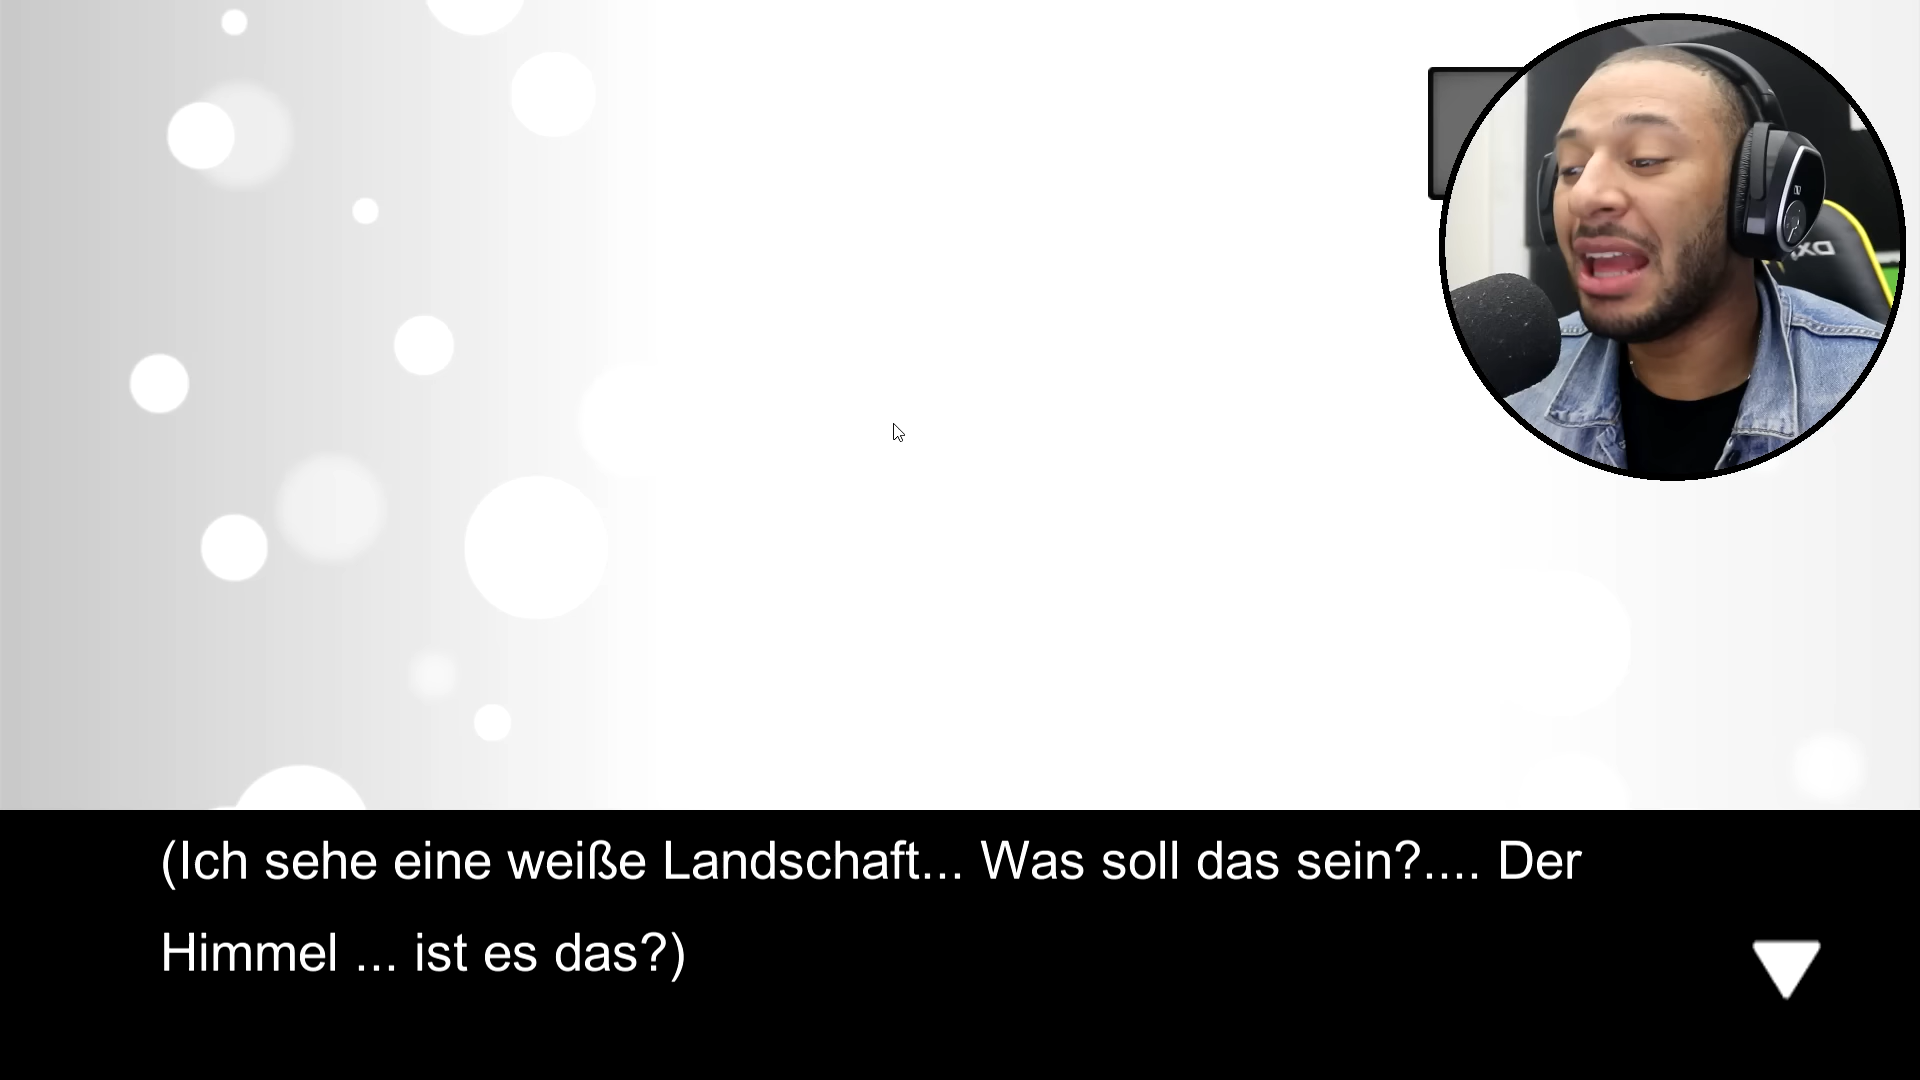 (Ich sehe eine weiße Landschaft... Was soll das sein?.... Der
Himmel ... ist es das?)